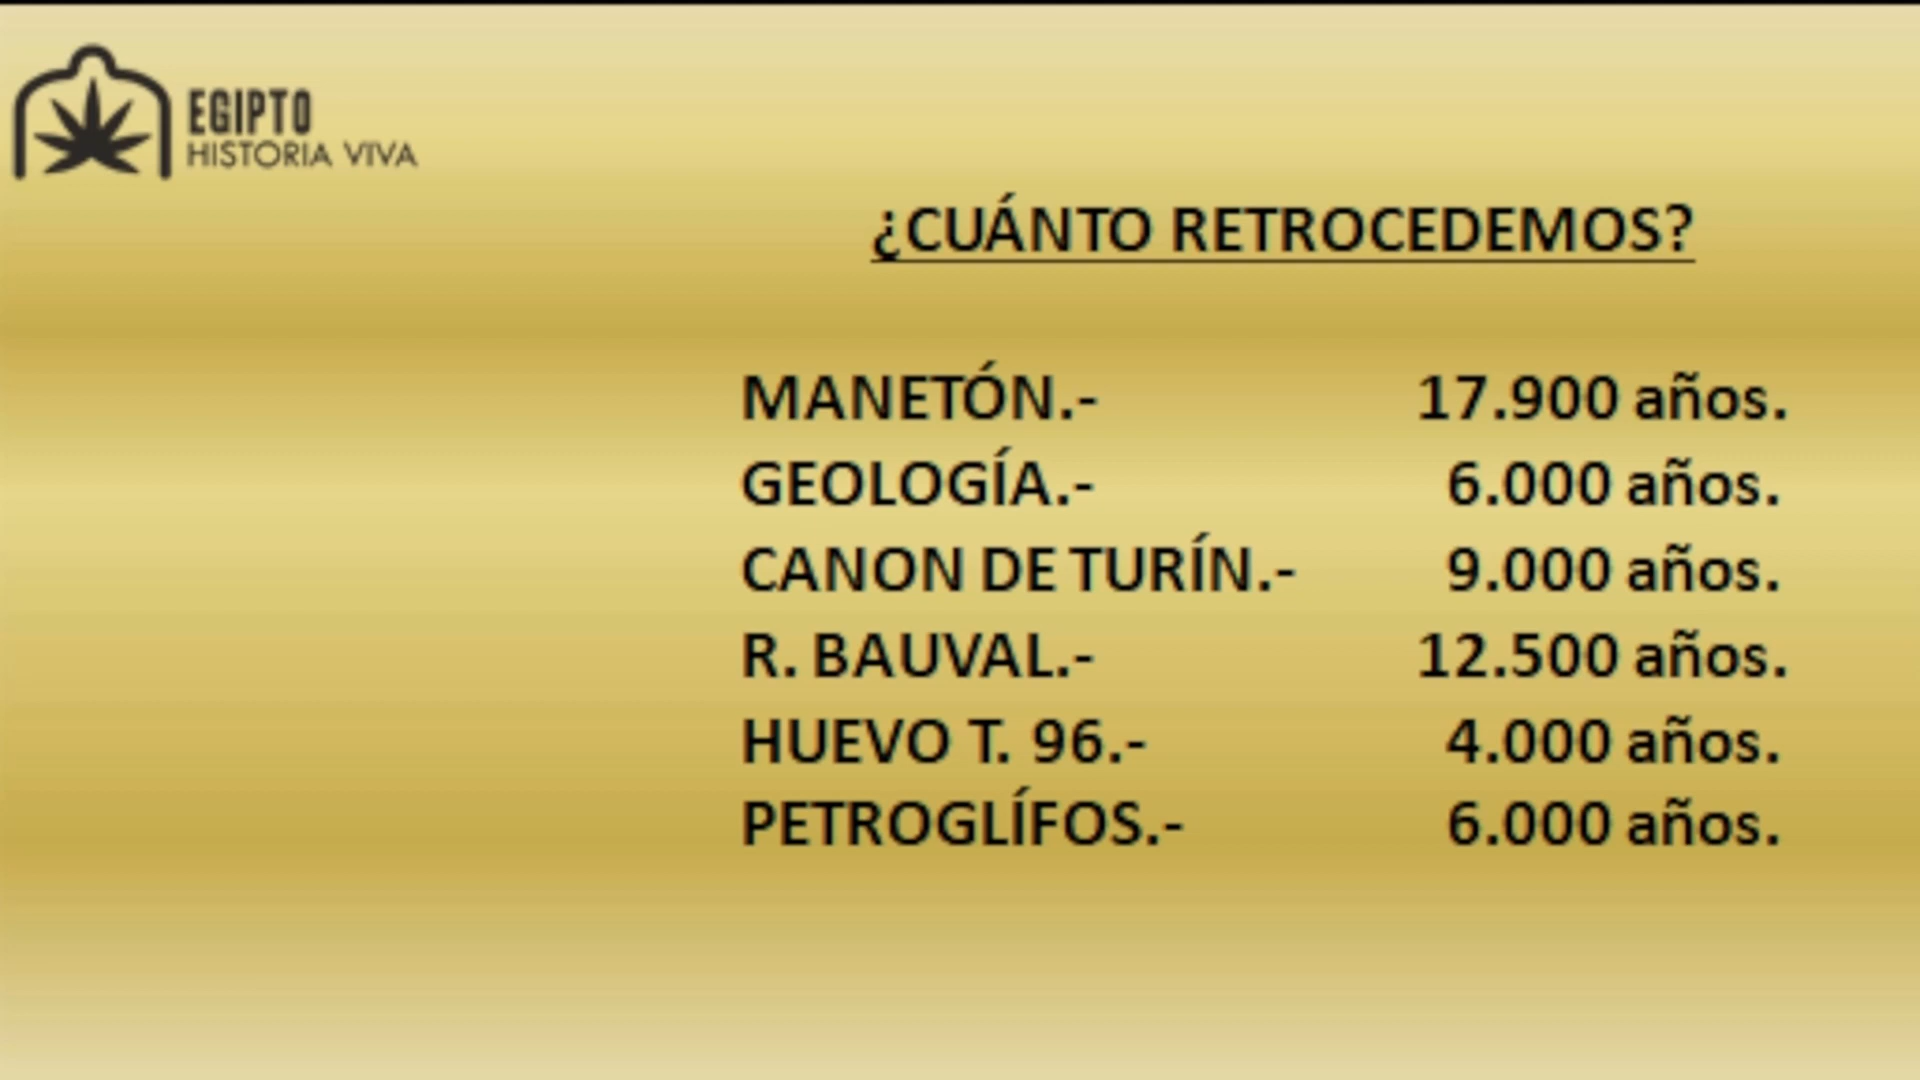 EGIPTO
HISTORIA VIVA
¿CUÁNTO RETROCEDEMOS?
MANETÓN.- 17.900 años.
GEOLOGÍA.- 6.000 años.
CANON DE TURÍN.- 9.000 años.
R. BAUVAL.- 12.500 años.
HUEVO T. 96.- 4.000 años.
PETROGLÍFOS.- 6.000 años.